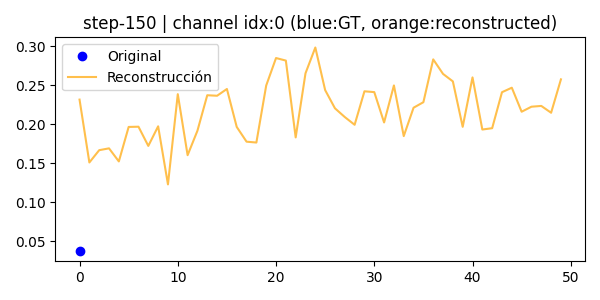 step-150 | channel idx:0 (blue:GT, orange:reconstructed)
Original
Reconstrucción
0.30
0.25
0.20
0.15
0.10
0.05
0 10 20 30 40 50